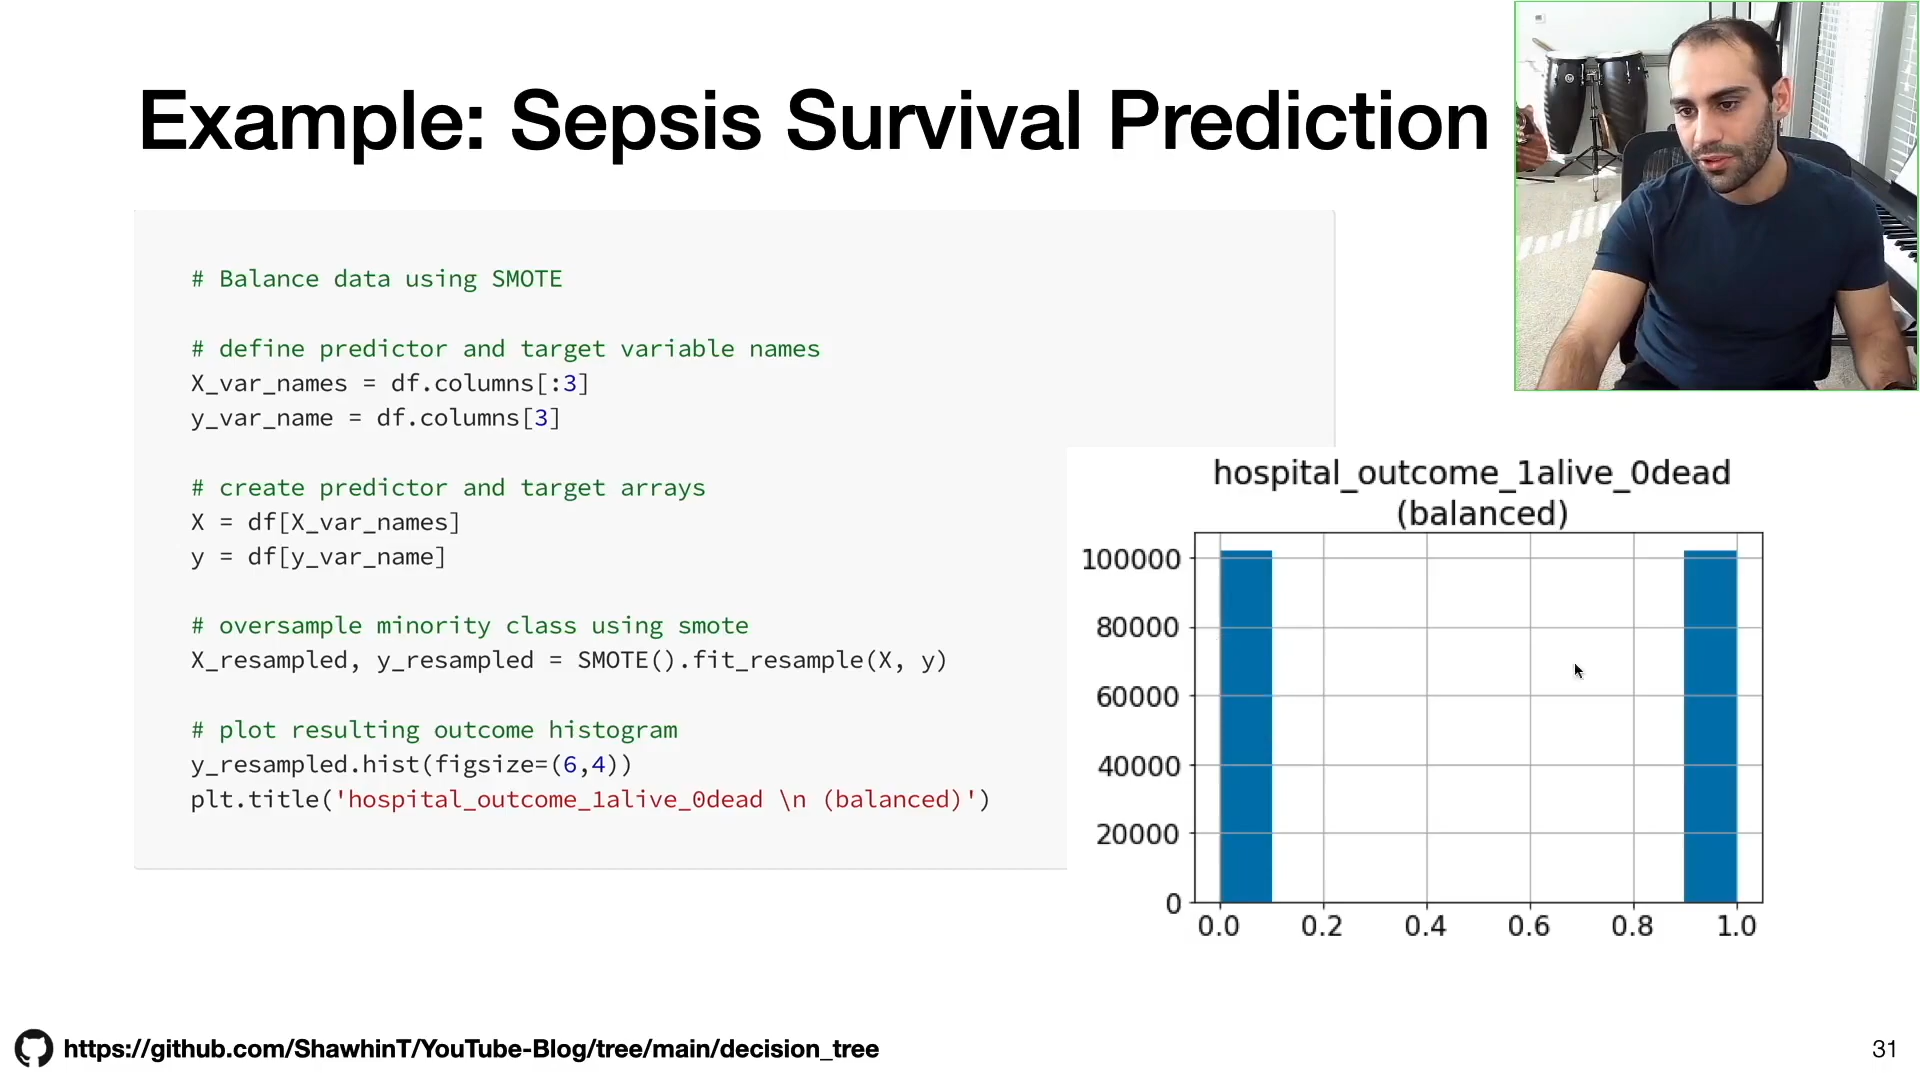 Example: Sepsis Survival Prediction
# Balance data using SMOTE
# define predictor and target variable names
X_var_names = df.columns[:3]
y_var_name = df.columns[3]
# create predictor and target arrays
X = df[X_var_names]
y = df[y_var_name]
# oversample minority class using smote
X_resampled, y_resampled = SMOTE().fit_resample(X, y)
# plot resulting outcome histogram
y_resampled.hist(figsize=(6,4))
plt.title('hospital_outcome_1alive_0dead \n (balanced)')
hospital_outcome_1alive_0dead
(balanced)
100000
80000
60000
40000
20000
0
0.0 0.2 0.4 0.6 0.8 1.0
https://github.com/ShawhinT/YouTube-Blog/tree/main/decision_tree
31